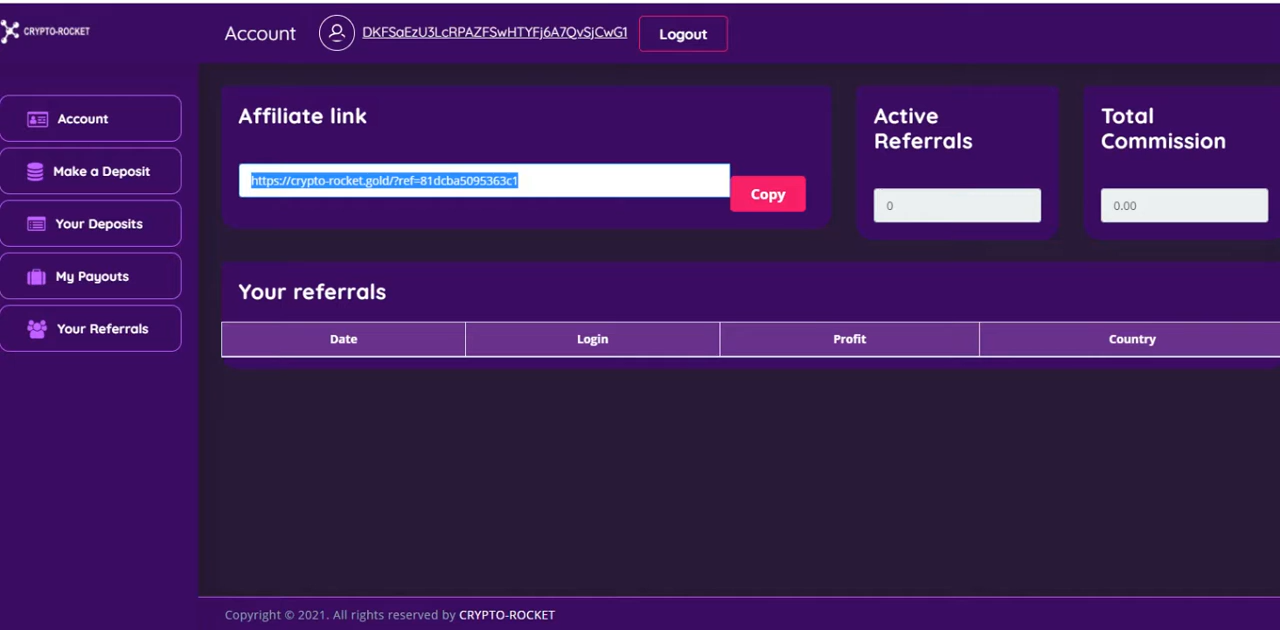 CRYPTO-ROCKET
Account
DKFSaEzU3LcRPAZFSwHTYFj6A7QvSjCwG1
Logout
Account
Make a Deposit
Your Deposits
My Payouts
Your Referrals
Affiliate link
https://crypto-rocket.gold/?ref=81dcba5095363c1
Copy
Active
Referrals
0
Total
Commission
0.00
Your referrals
Date Login Profit Country
Copyright © 2021. All rights reserved by CRYPTO-ROCKET